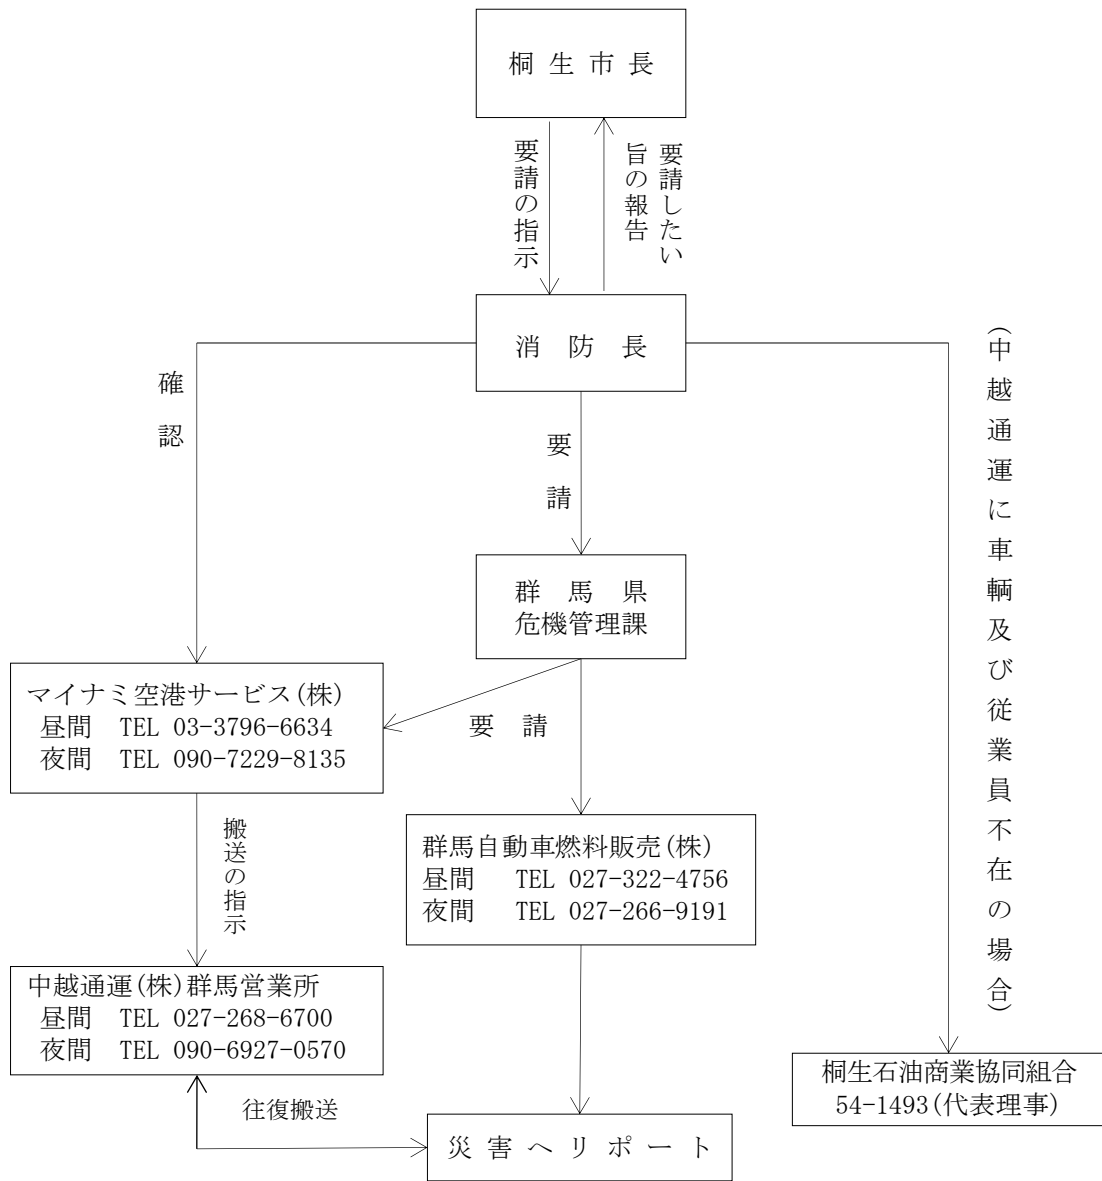 桐生市長
要請の指示
要請したい
旨の報告
消防長
確認
要請
(中越通運に車輌及び従業員不在の場合)
群馬県
危機管理課
マイナミ空港サービス(株)
昼間 TEL 03-3796-6634
夜間 TEL 090-7229-8135
要請
群馬自動車燃料販売(株)
昼間 TEL 027-322-4756
夜間 TEL 027-266-9191
搬送の指示
中越通運(株)群馬営業所
昼間 TEL 027-268-6700
夜間 TEL 090-6927-0570
桐生石油商業協同組合
54-1493(代表理事)
往復搬送
災害ヘリポート